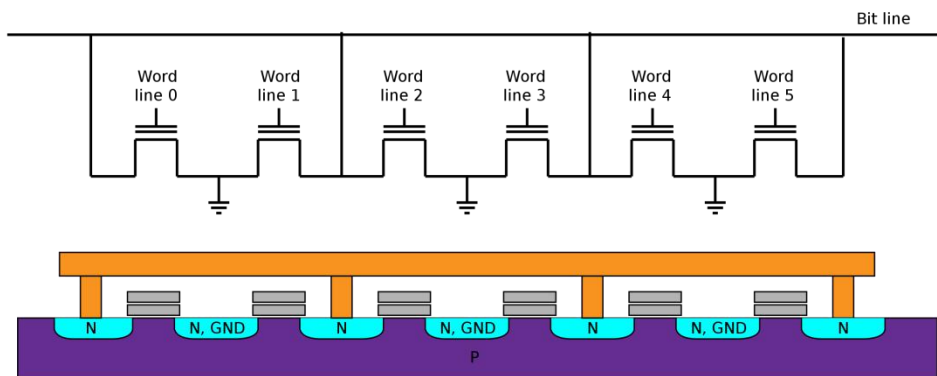 Bit line
Word
line 0
Word
line 1
Word
line 2
Word
line 3
Word
line 4
Word
line 5
N
N, GND
N
N, GND
N
N, GND
N
P